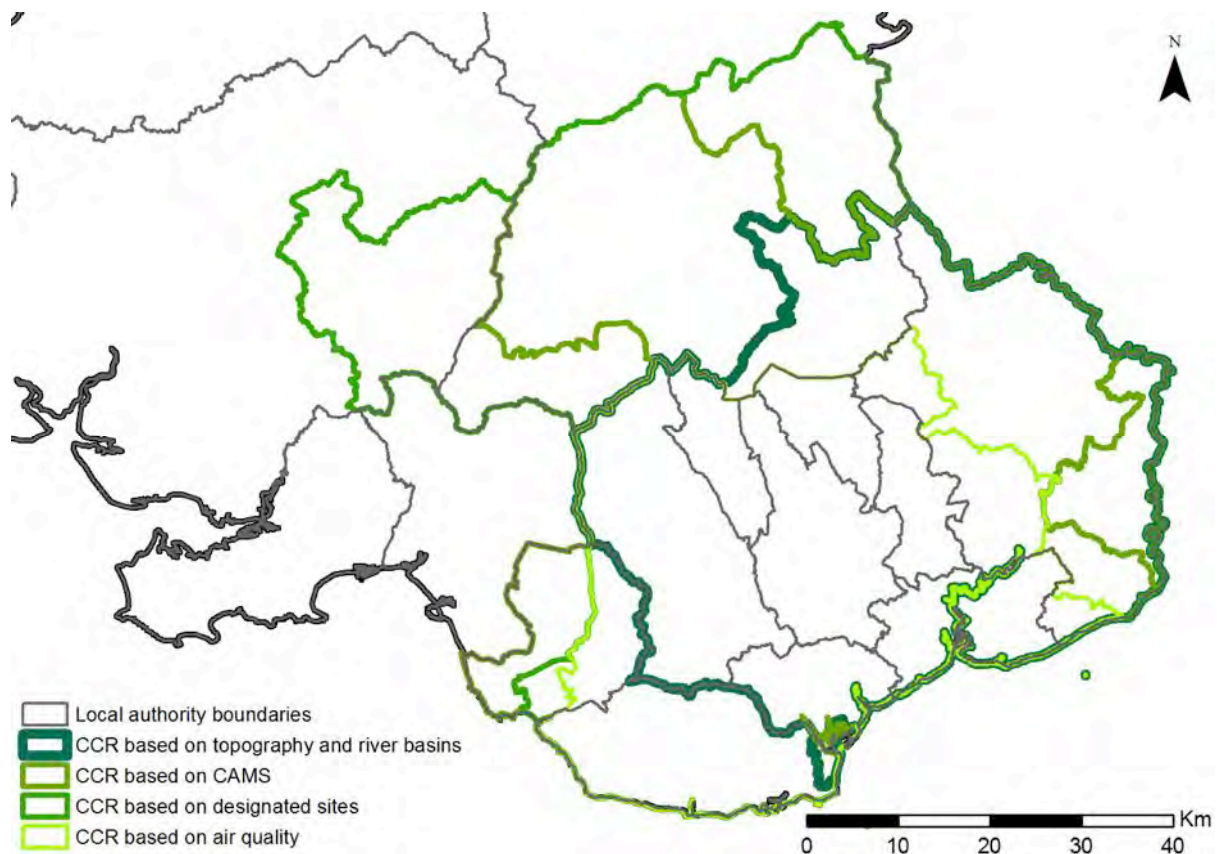 N
Local authority boundaries
CCR based on topography and river basins
CCR based on CAMS
CCR based on designated sites
CCR based on air quality
Km
0 10 20 30 40